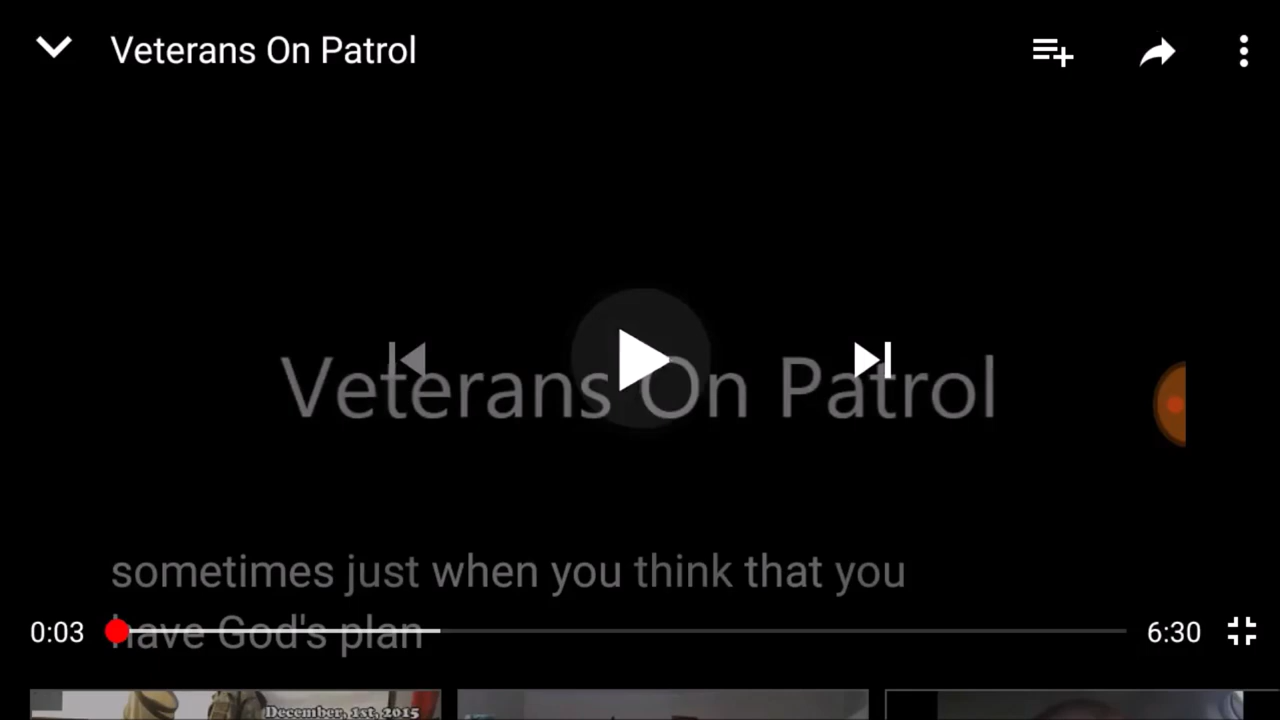 Veterans On Patrol
Veterans On Patrol
sometimes just when you think that you
have God's plan
0:03
6:30
December, 1st, 2015